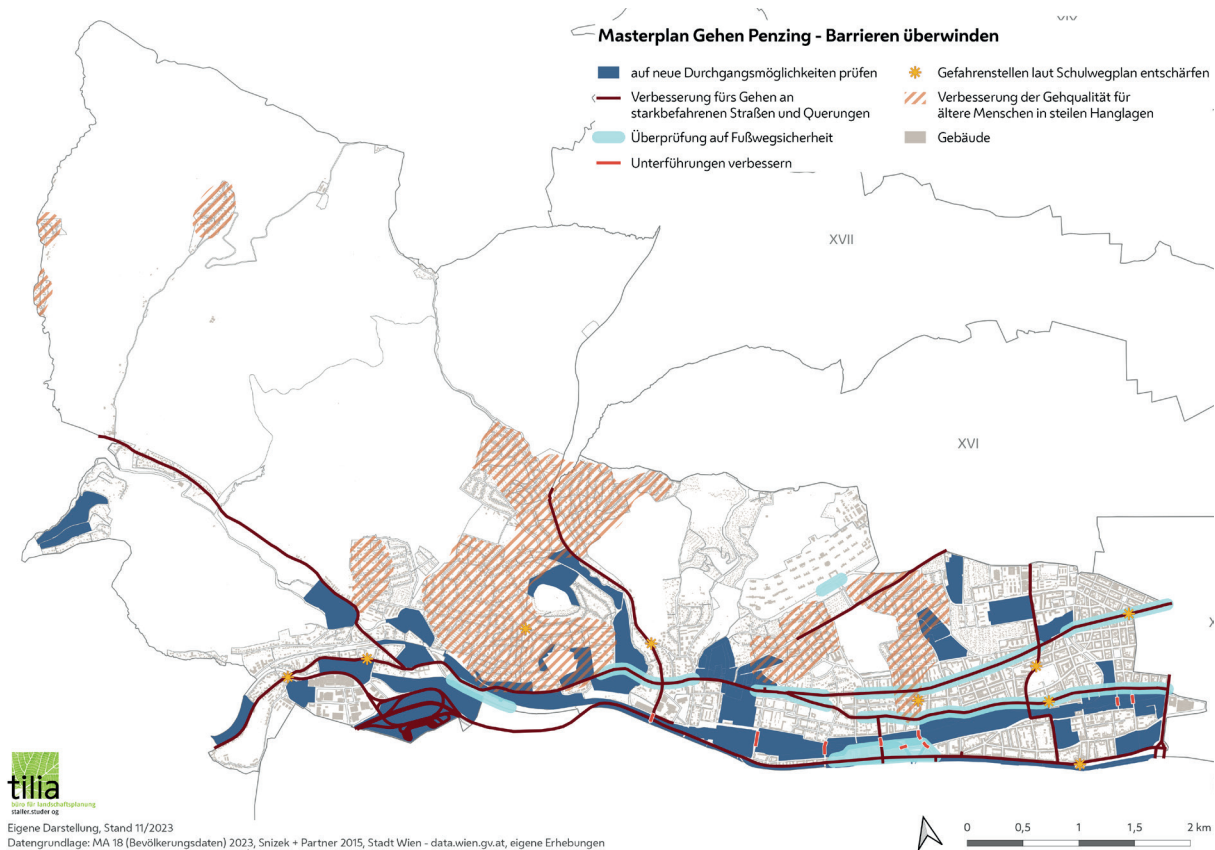 Masterplan Gehen Penzing - Barrieren überwinden
auf neue Durchgangsmöglichkeiten prüfen
Verbesserung fürs Gehen an
starkbefahrenen Straßen und Querungen
Überprüfung auf Fußwegsicherheit
Unterführungen verbessern
Gefahrenstellen laut Schulwegplan entschärfen
Verbesserung der Gehqualität für
ältere Menschen in steilen Hanglagen
Gebäude
XVII
XVI
tilia
büro für landschaftsplanung
staller.studer og
Eigene Darstellung, Stand 11/2023
Datengrundlage: MA 18 (Bevölkerungsdaten) 2023, Snizek + Partner 2015, Stadt Wien - data.wien.gv.at, eigene Erhebungen
0 0,5 1 1,5 2 km